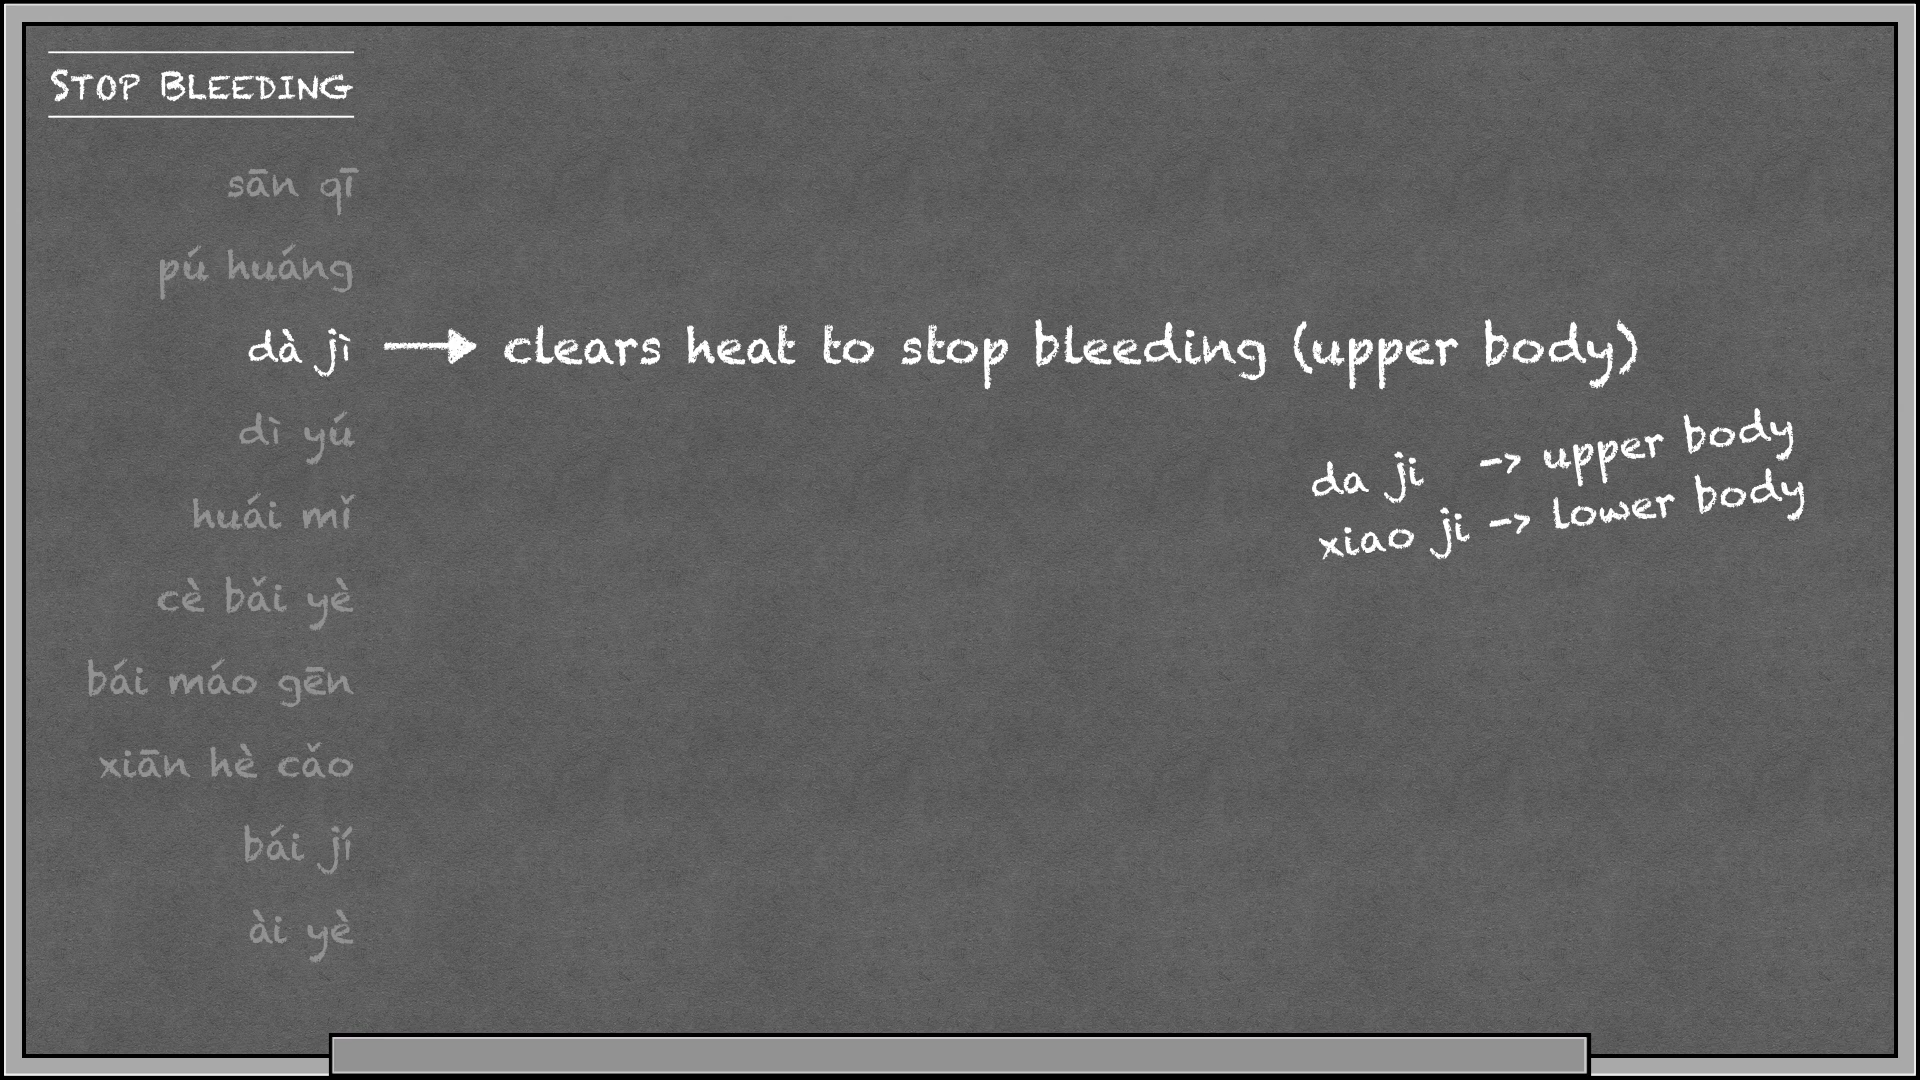 STOP BLEEDING
sān qī
pú huáng
dà jì → clears heat to stop bleeding (upper body)
da ji -> upper body
xiao ji -> lower body
dì yú
huái mǐ
cè bǎi yè
bái máo gēn
xiān hè cǎo
bái jí
ài yè